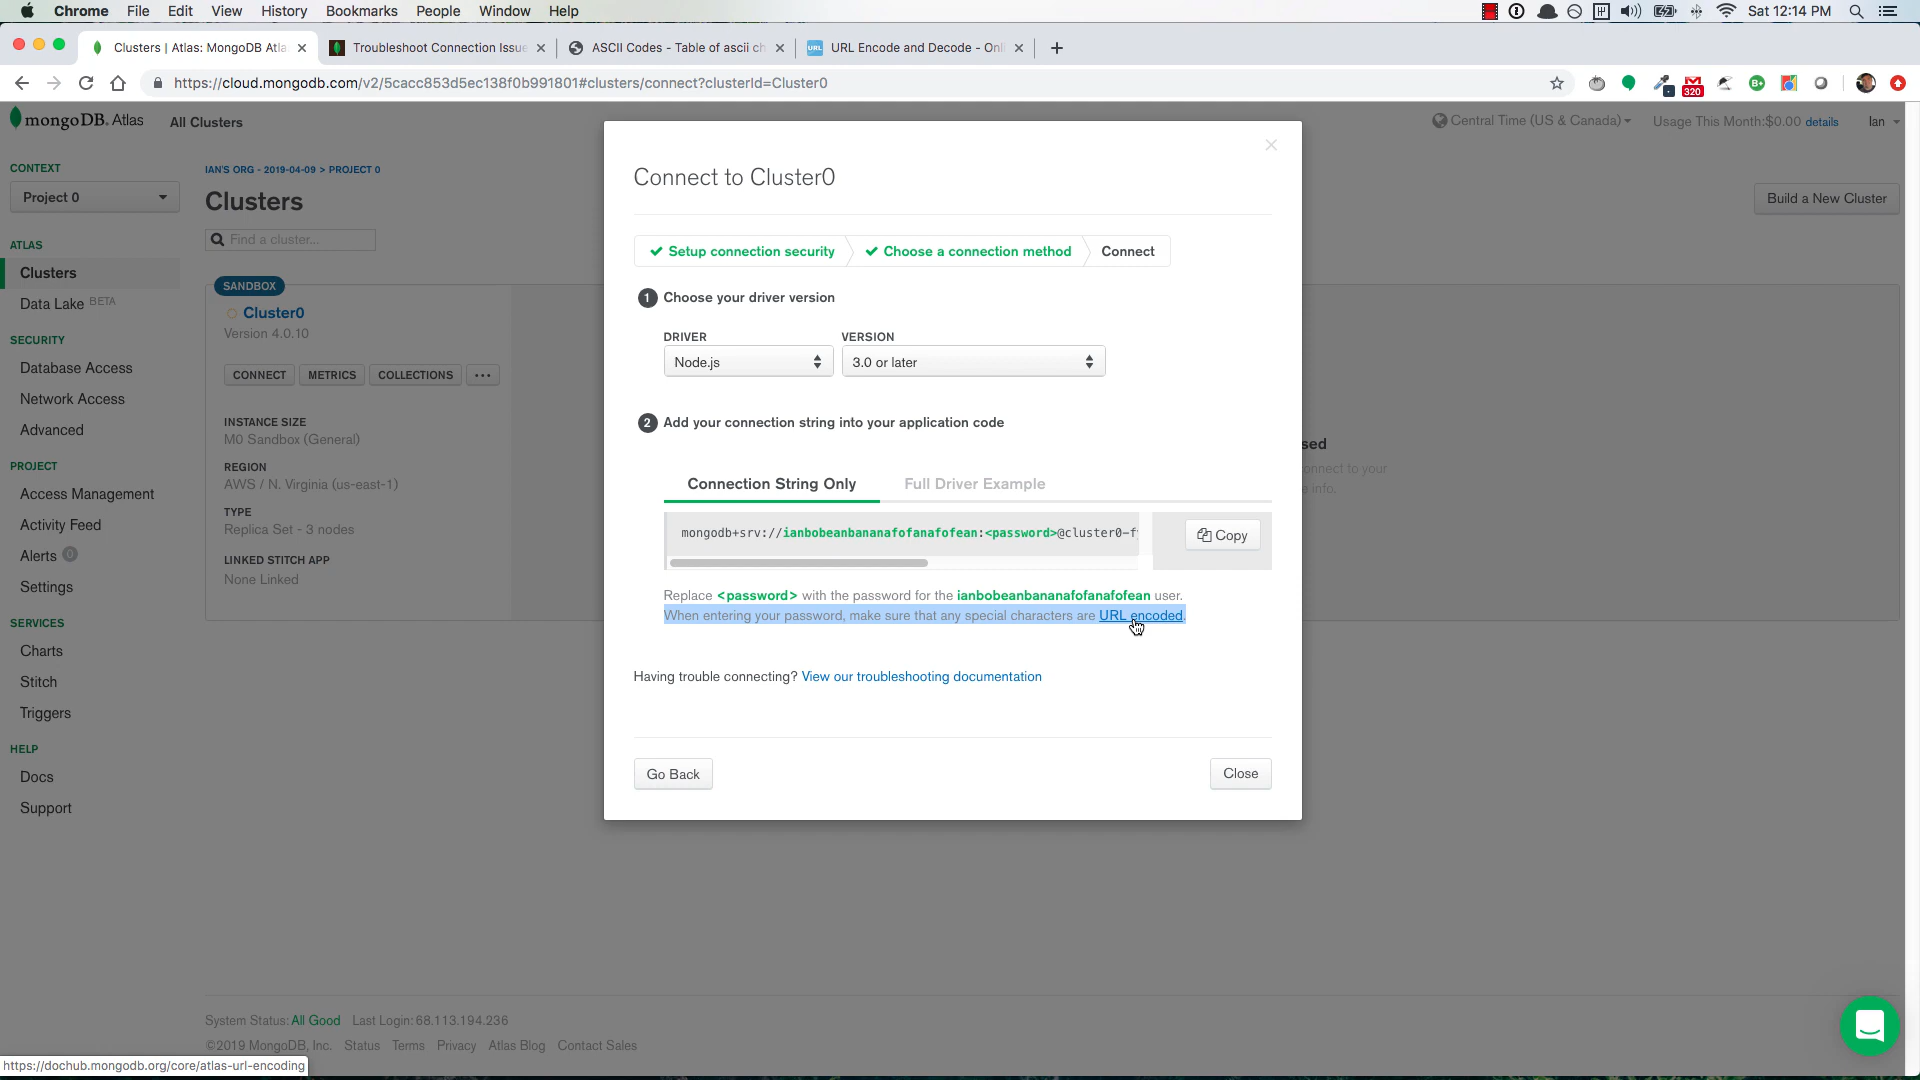 Chrome File Edit View History Bookmarks People Window Help Sat 12:14 PM
Clusters | Atlas: MongoDB Atla Troubleshoot Connection Issue ASCII Codes - Table of ascii ch URL URL Encode and Decode - Onl
https://cloud.mongodb.com/v2/5cacc853d5ec138f0b991801#clusters/connect?clusterId=Cluster0 320 B+
mongoDB. Atlas All Clusters Central Time (US & Canada) Usage This Month:$0.00 details Ian
CONTEXT
Project 0
ATLAS
Clusters
Data Lake BETA
SECURITY
Database Access
Network Access
Advanced
PROJECT
Access Management
Activity Feed
Alerts 0
Settings
SERVICES
Charts
Stitch
Triggers
HELP
Docs
Support
IAN'S ORG - 2019-04-09 > PROJECT 0
Clusters
Build a New Cluster
Find a cluster...
SANDBOX
Cluster0
Version 4.0.10
CONNECT METRICS COLLECTIONS ...
INSTANCE SIZE
M0 Sandbox (General)
REGION
AWS / N. Virginia (us-east-1)
TYPE
Replica Set - 3 nodes
LINKED STITCH APP
None Linked
Connect to Cluster0
Setup connection security Choose a connection method Connect
1 Choose your driver version
DRIVER VERSION
Node.js 3.0 or later
2 Add your connection string into your application code
Connection String Only Full Driver Example
mongodb+srv://ianbobeanbananafofanafofean:<password>@cluster0-f
Copy
Replace <password> with the password for the ianbobeanbananafofanafofean user.
When entering your password, make sure that any special characters are URL encoded.
Having trouble connecting? View our troubleshooting documentation
Go Back Close
sed
onnect to your
e info.
System Status: All Good Last Login: 68.113.194.236
©2019 MongoDB, Inc. Status Terms Privacy Atlas Blog Contact Sales
https://dochub.mongodb.org/core/atlas-url-encoding